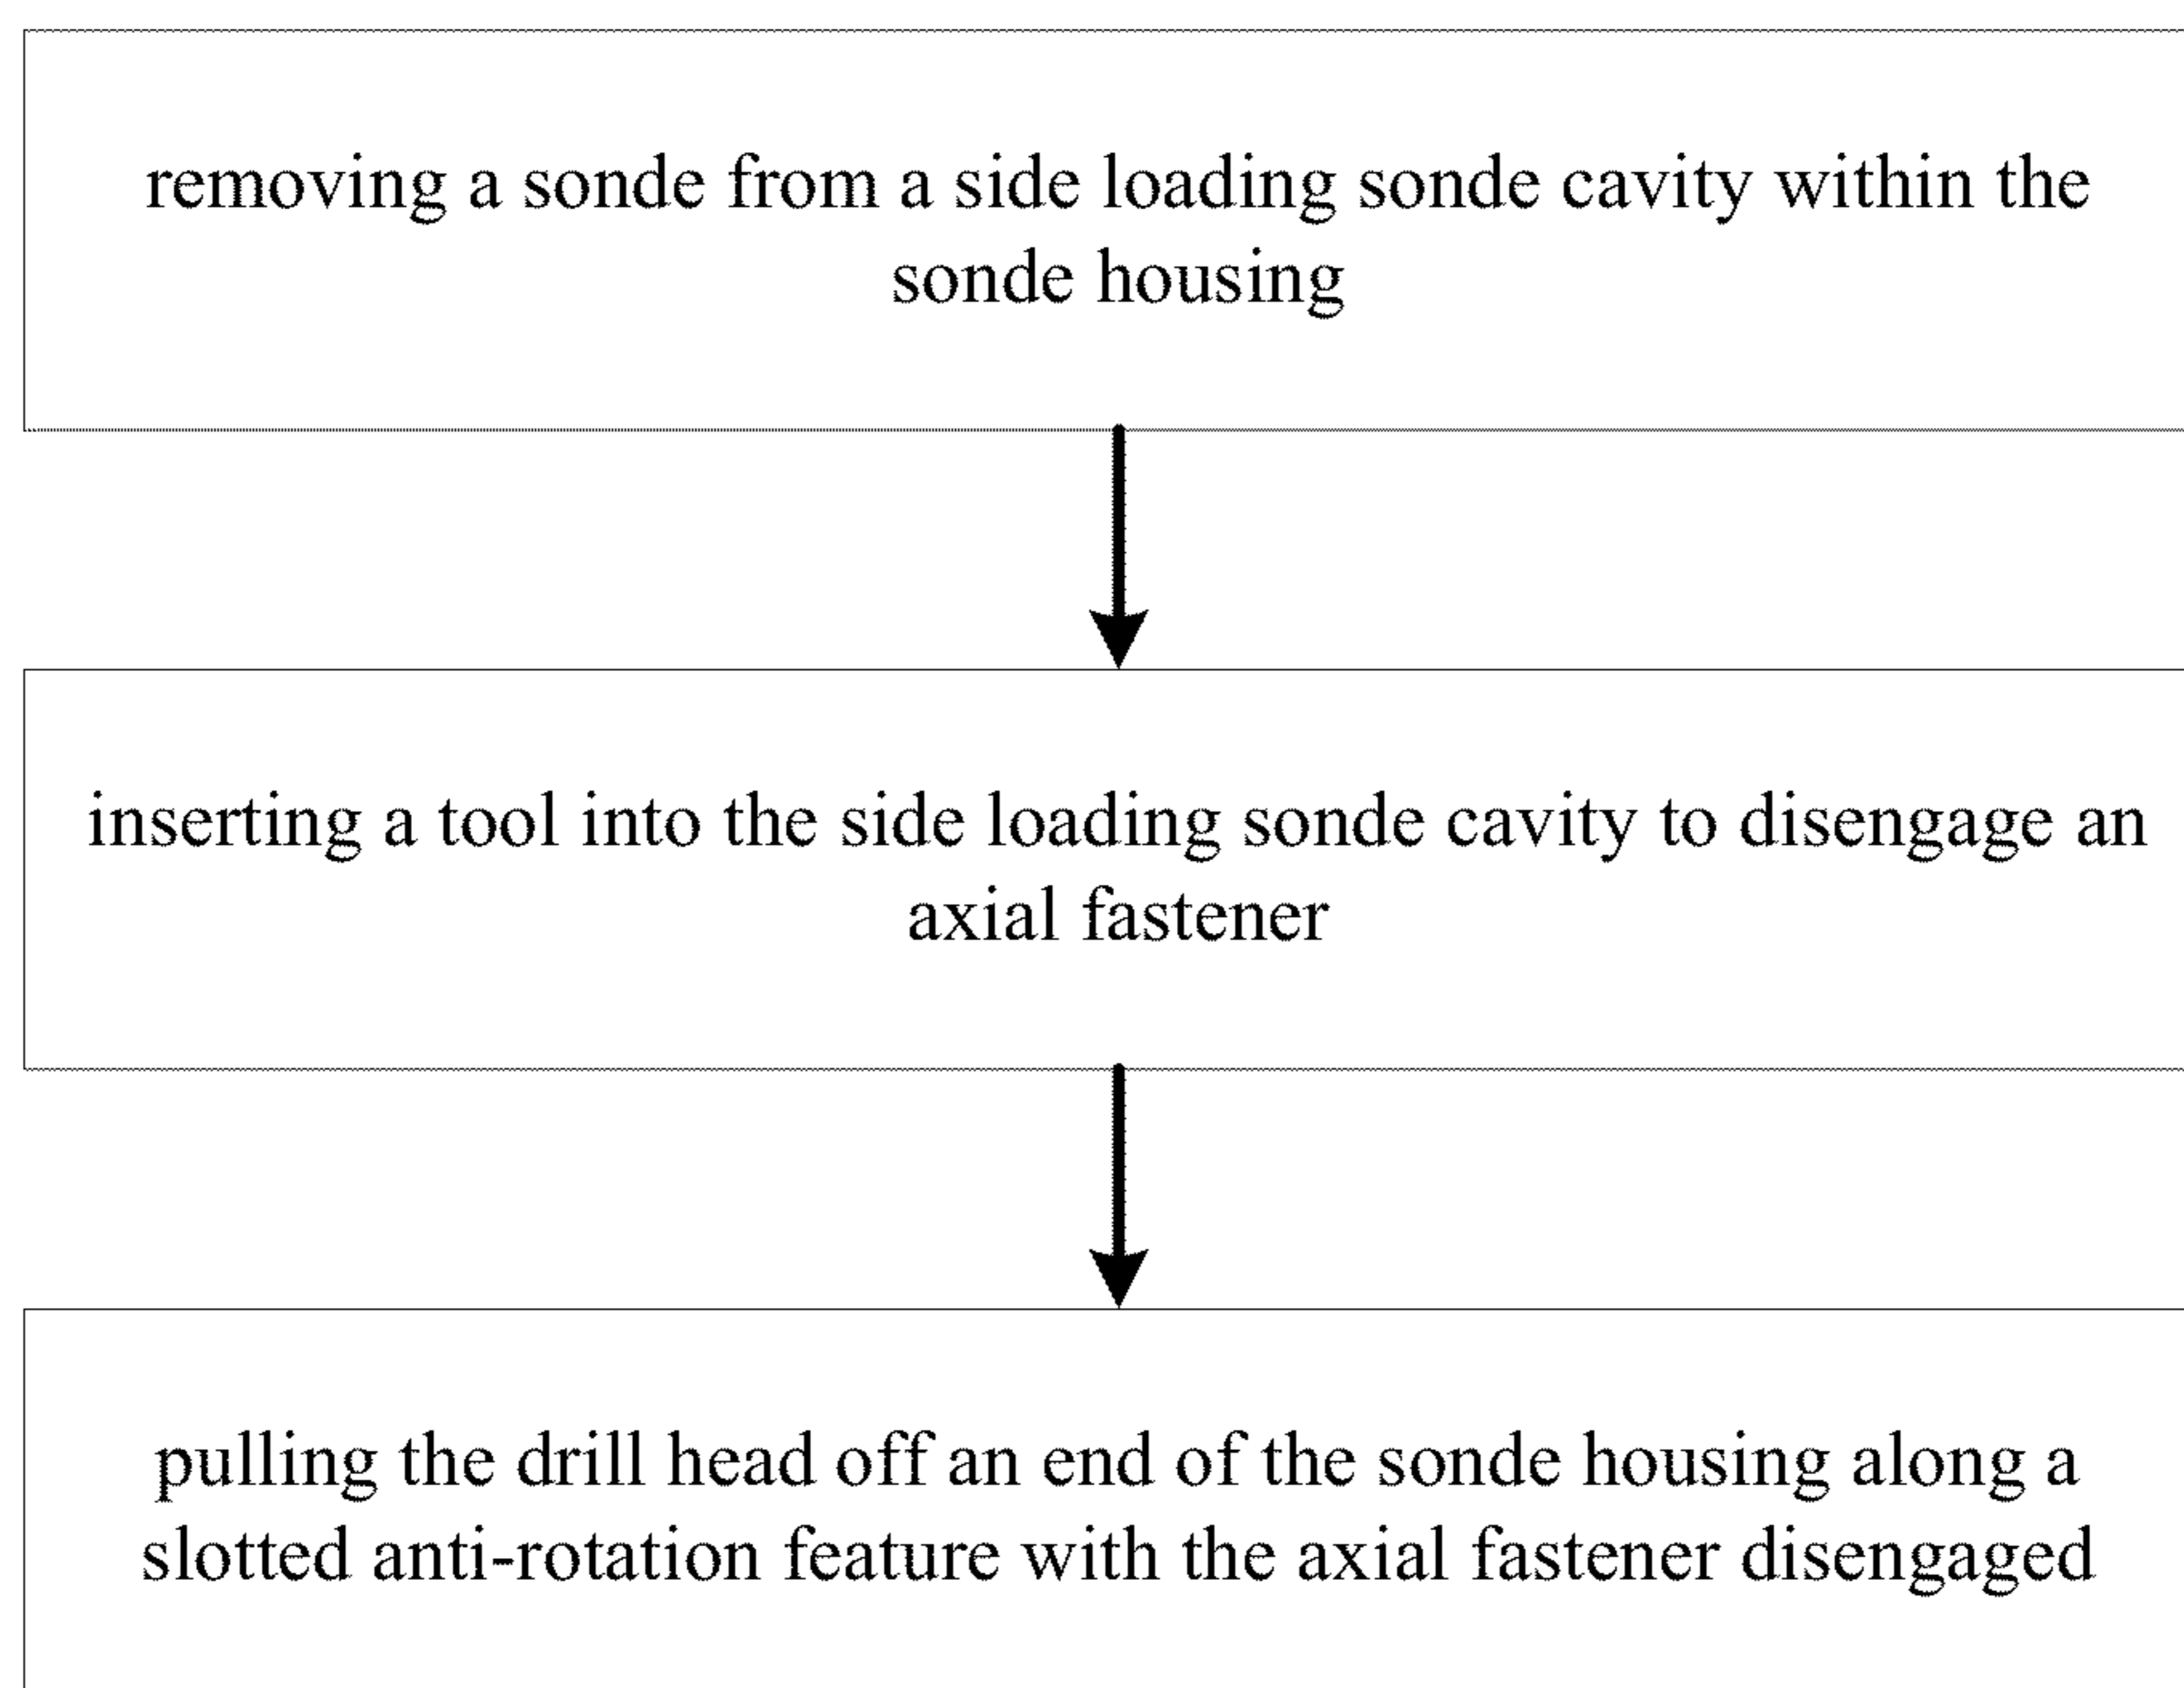 removing a sonde from a side loading sonde cavity within the
sonde housing
inserting a tool into the side loading sonde cavity to disengage an
axial fastener
pulling the drill head off an end of the sonde housing along a
slotted anti-rotation feature with the axial fastener disengaged